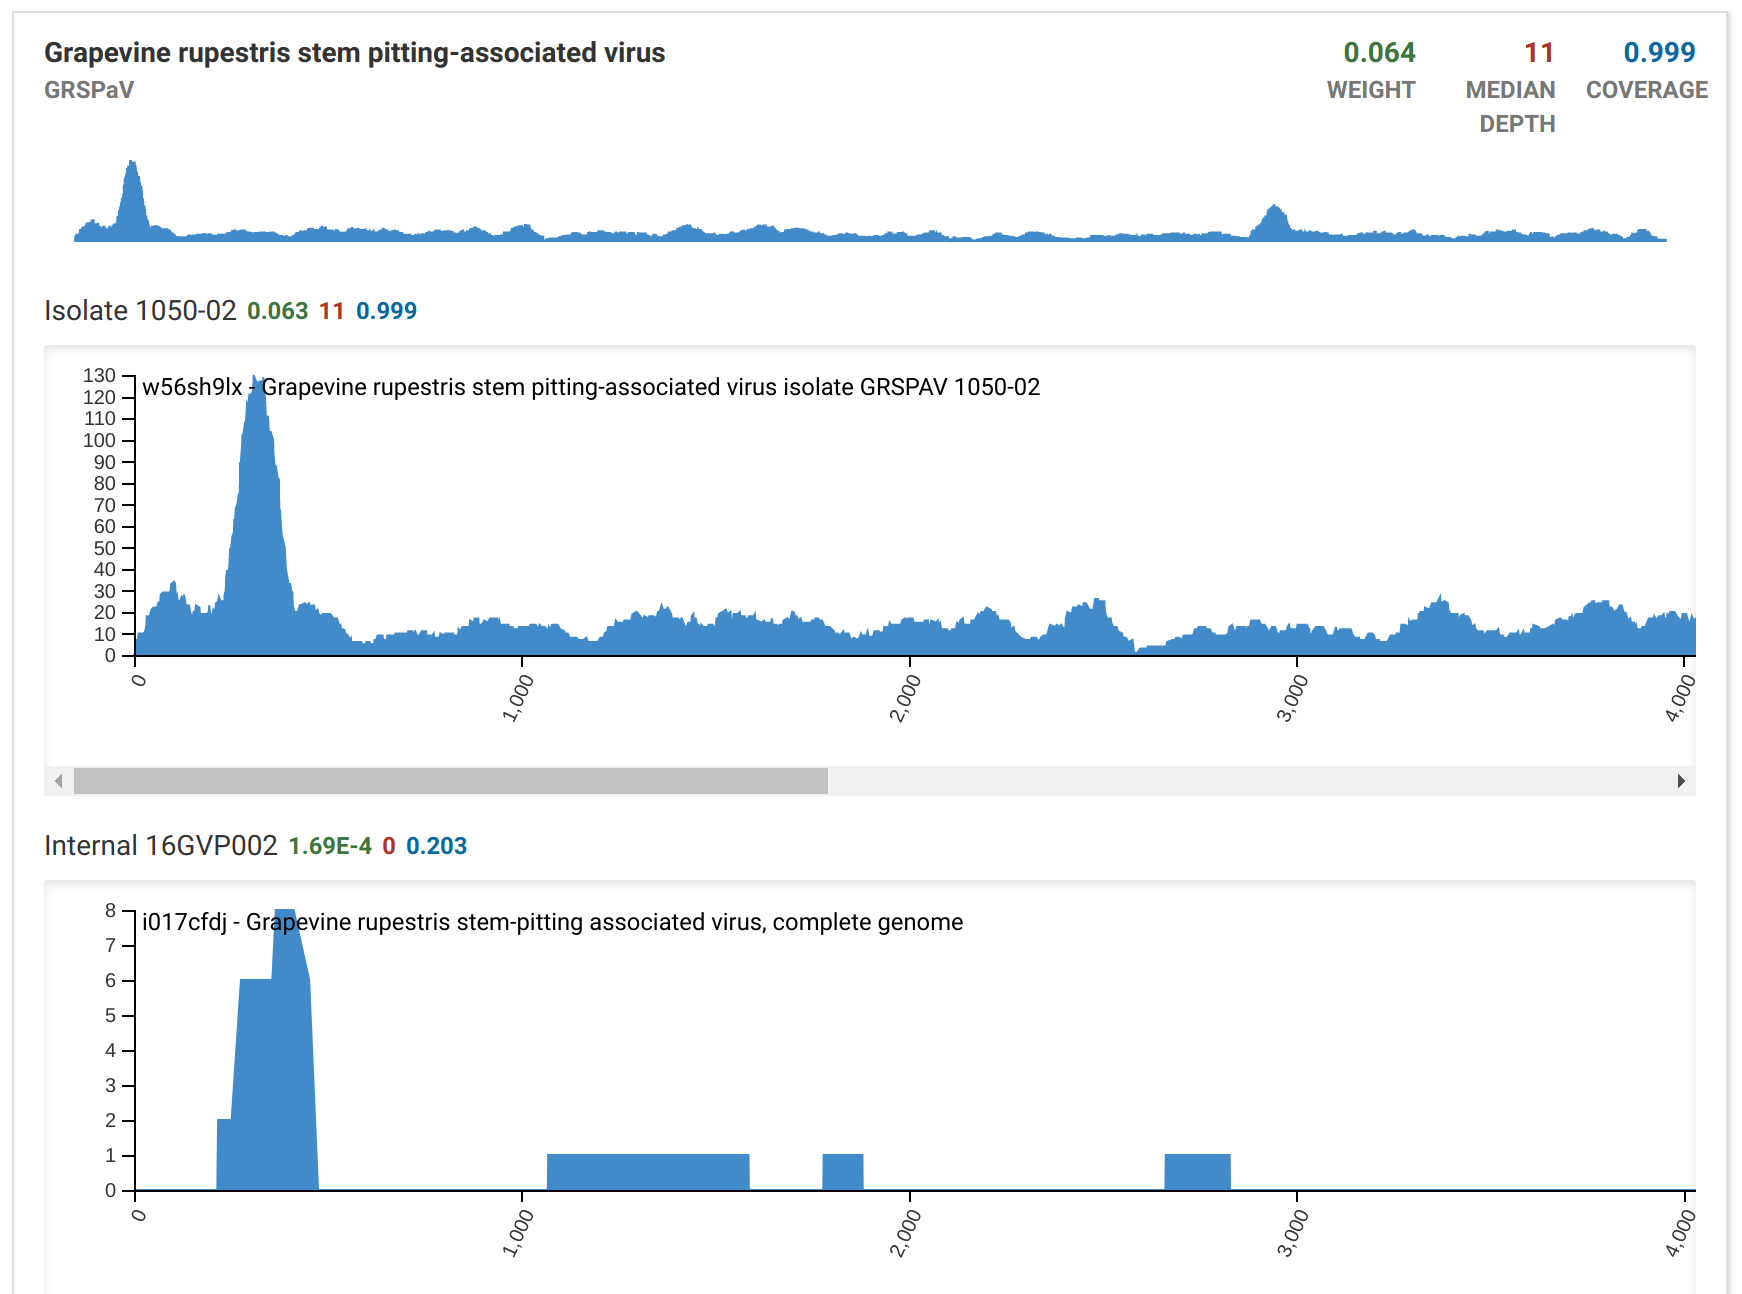 Grapevine rupestris stem pitting-associated virus
GRSPaV
0.064 11 0.999
WEIGHT MEDIAN DEPTH COVERAGE
Isolate 1050-02 0.063 11 0.999
w56sh9lx - Grapevine rupestris stem pitting-associated virus isolate GRSPAV 1050-02
130
120
110
100
90
80
70
60
50
40
30
20
10
0
0 1,000 2,000 3,000 4,000
Internal 16GVP002 1.69E-4 0 0.203
i017cfdj - Grapevine rupestris stem-pitting associated virus, complete genome
8
7
6
5
4
3
2
1
0
0 1,000 2,000 3,000 4,000